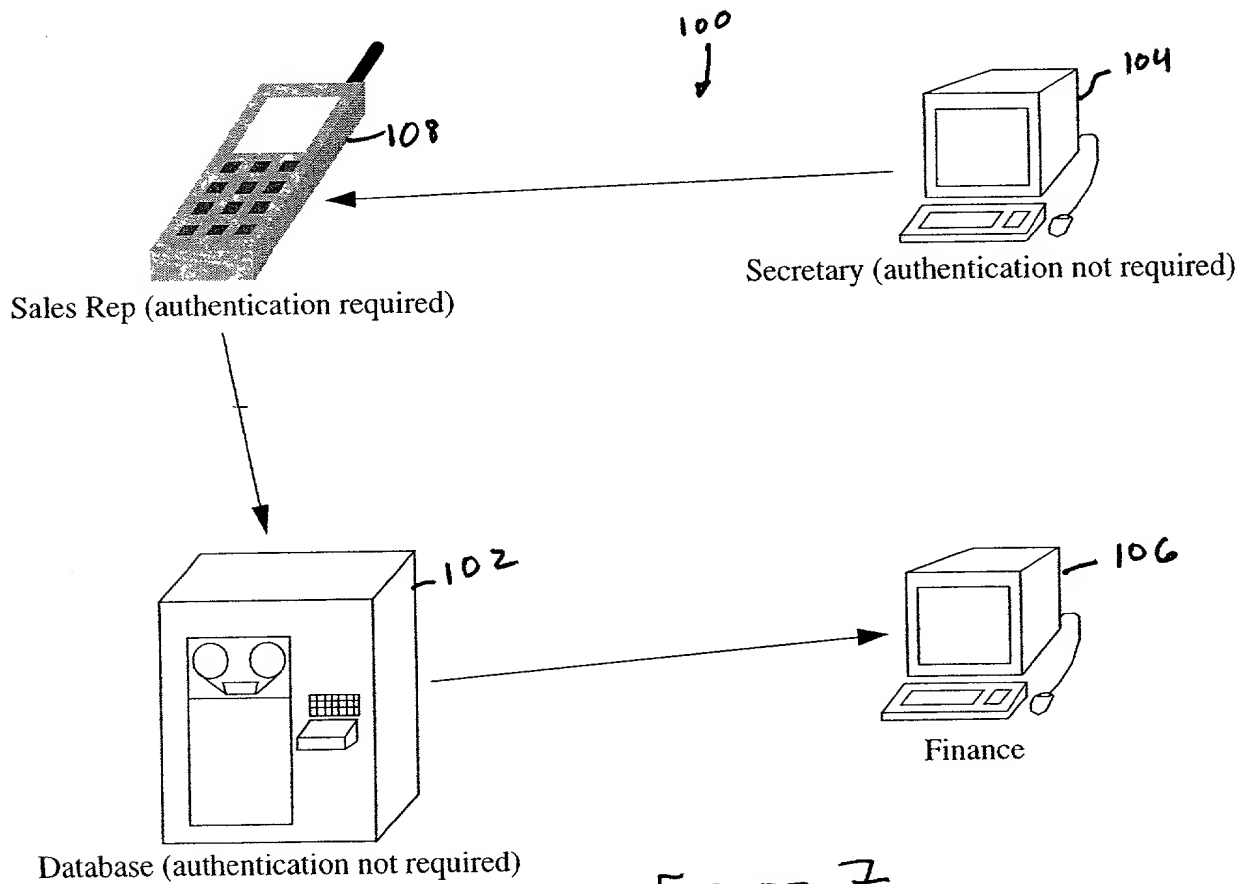 100
104
108
Secretary (authentication not required)
Sales Rep (authentication required)
102
106
Finance
Database (authentication not required)